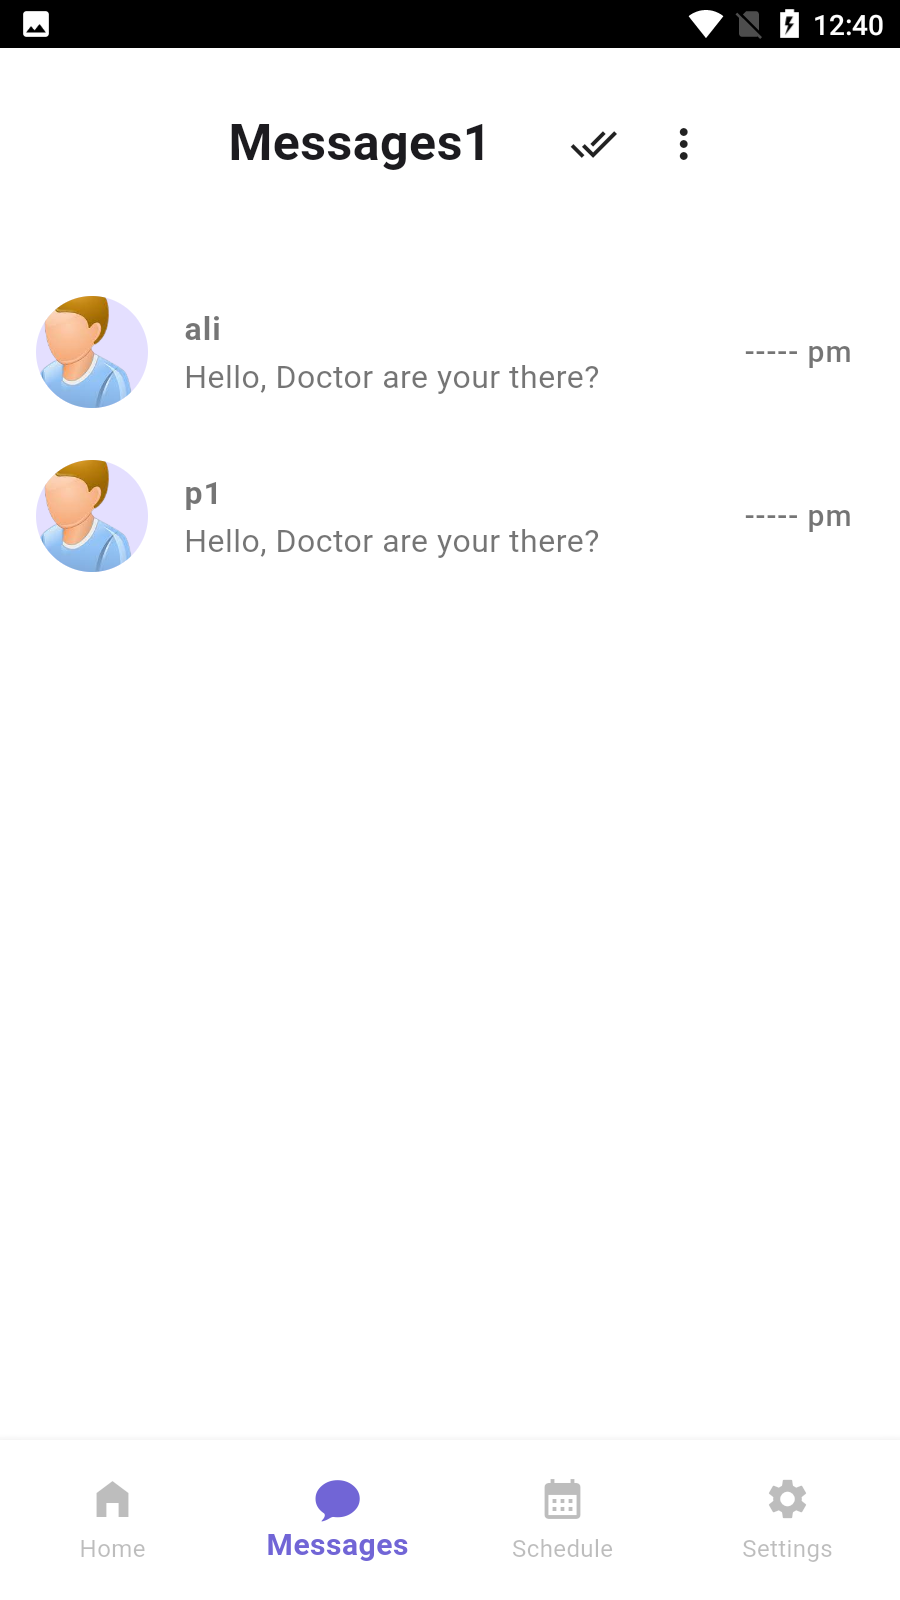 12:40
Messages1
ali
Hello, Doctor are your there?
----- pm
p1
Hello, Doctor are your there?
----- pm
Home
Messages
Schedule
Settings